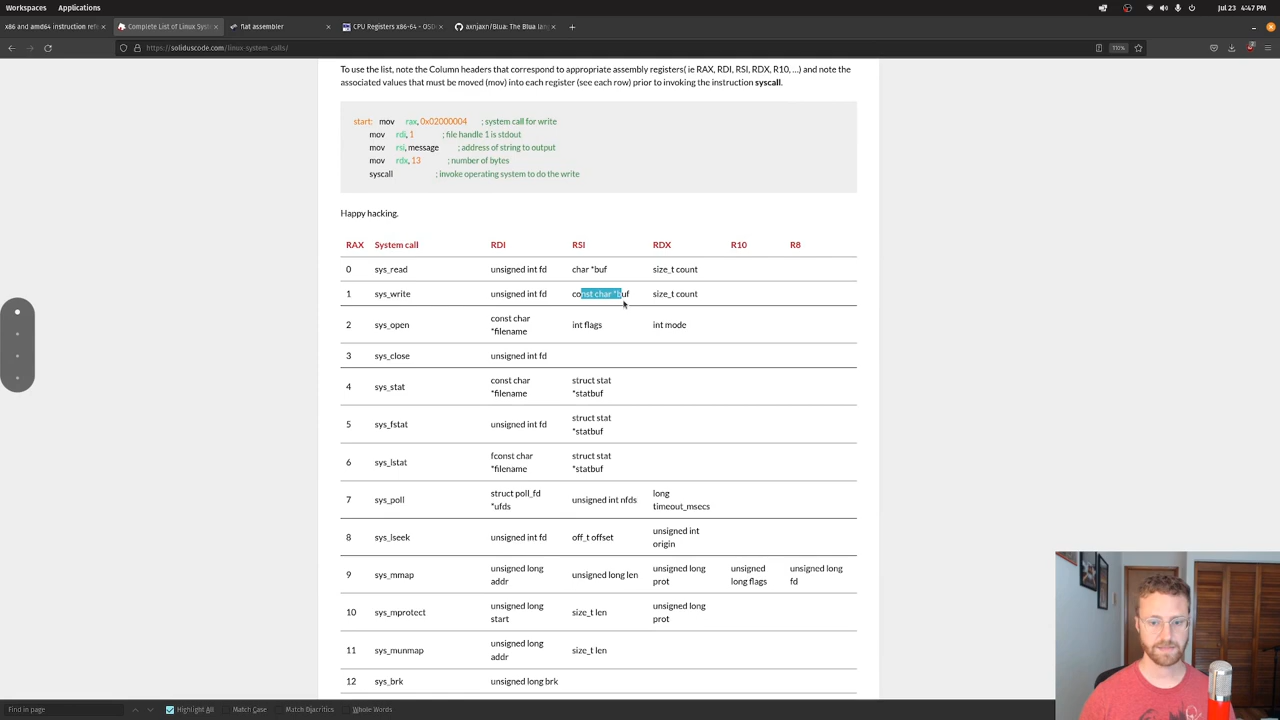 Workspaces Applications Jul 23 4:47 PM
x86 and amd64 instruction refe Complete List of Linux Syst flat assembler CPU Registers x86-64 - OSD axnjaxn/Blua: The Blua lang
https://soliduscode.com/linux-system-calls/ 110%
To use the list, note the Column headers that correspond to appropriate assembly registers( ie RAX, RDI, RSI, RDX, R10, ...) and note the
associated values that must be moved (mov) into each register (see each row) prior to invoking the instruction syscall.
start: mov rax, 0x02000004 ; system call for write
mov rdi, 1 ; file handle 1 is stdout
mov rsi, message ; address of string to output
mov rdx, 13 ; number of bytes
syscall ; invoke operating system to do the write
Happy hacking.
RAX System call RDI RSI RDX R10 R8
0 sys_read unsigned int fd char *buf size_t count
1 sys_write unsigned int fd const char *buf size_t count
2 sys_open const char *filename int flags int mode
3 sys_close unsigned int fd
4 sys_stat const char *filename struct stat *statbuf
5 sys_fstat unsigned int fd struct stat *statbuf
6 sys_lstat fconst char *filename struct stat *statbuf
7 sys_poll struct poll_fd *ufds unsigned int nfds long timeout_msecs
8 sys_lseek unsigned int fd off_t offset unsigned int origin
9 sys_mmap unsigned long addr unsigned long len unsigned long prot unsigned long flags unsigned long fd
10 sys_mprotect unsigned long start size_t len unsigned long prot
11 sys_munmap unsigned long addr size_t len
12 sys_brk unsigned long brk
Find in page Highlight All Match Case Match Diacritics Whole Words